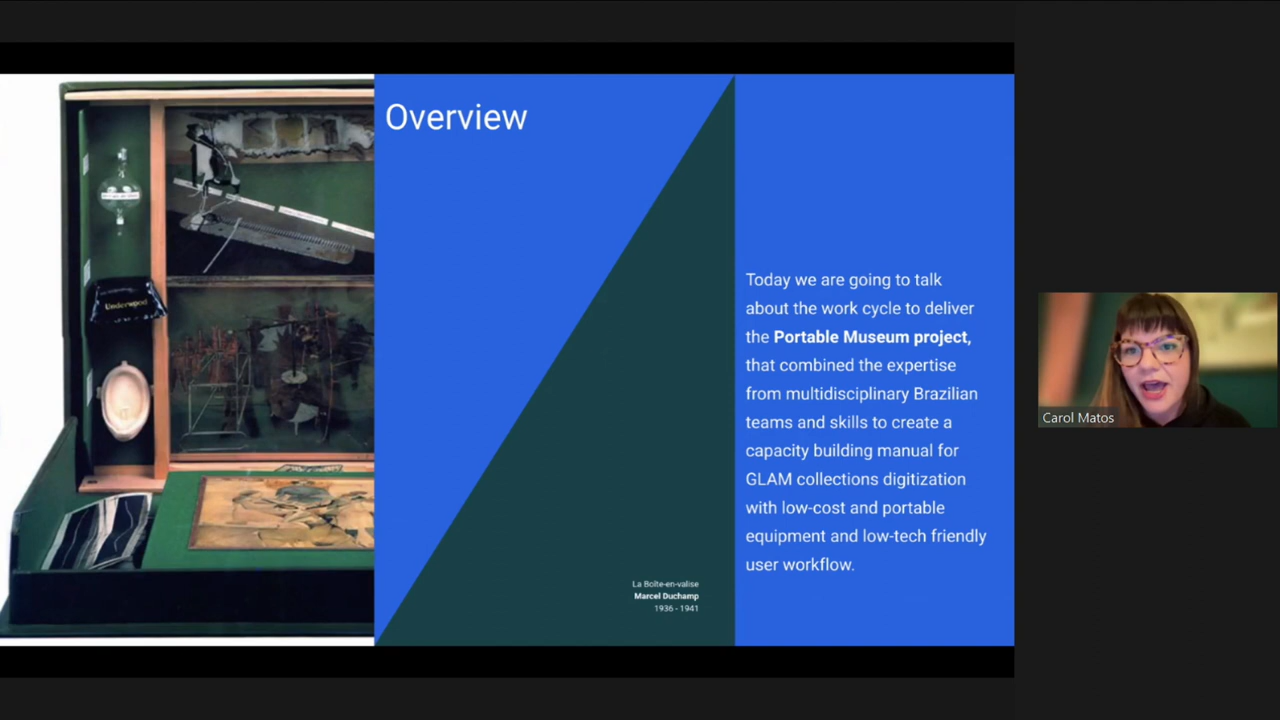 Overview
Underwood
La Boîte-en-valise
Marcel Duchamp
1936 - 1941
Today we are going to talk
about the work cycle to deliver
the Portable Museum project,
that combined the expertise
from multidisciplinary Brazilian
teams and skills to create a
capacity building manual for
GLAM collections digitization
with low-cost and portable
equipment and low-tech friendly
user workflow.
Carol Matos